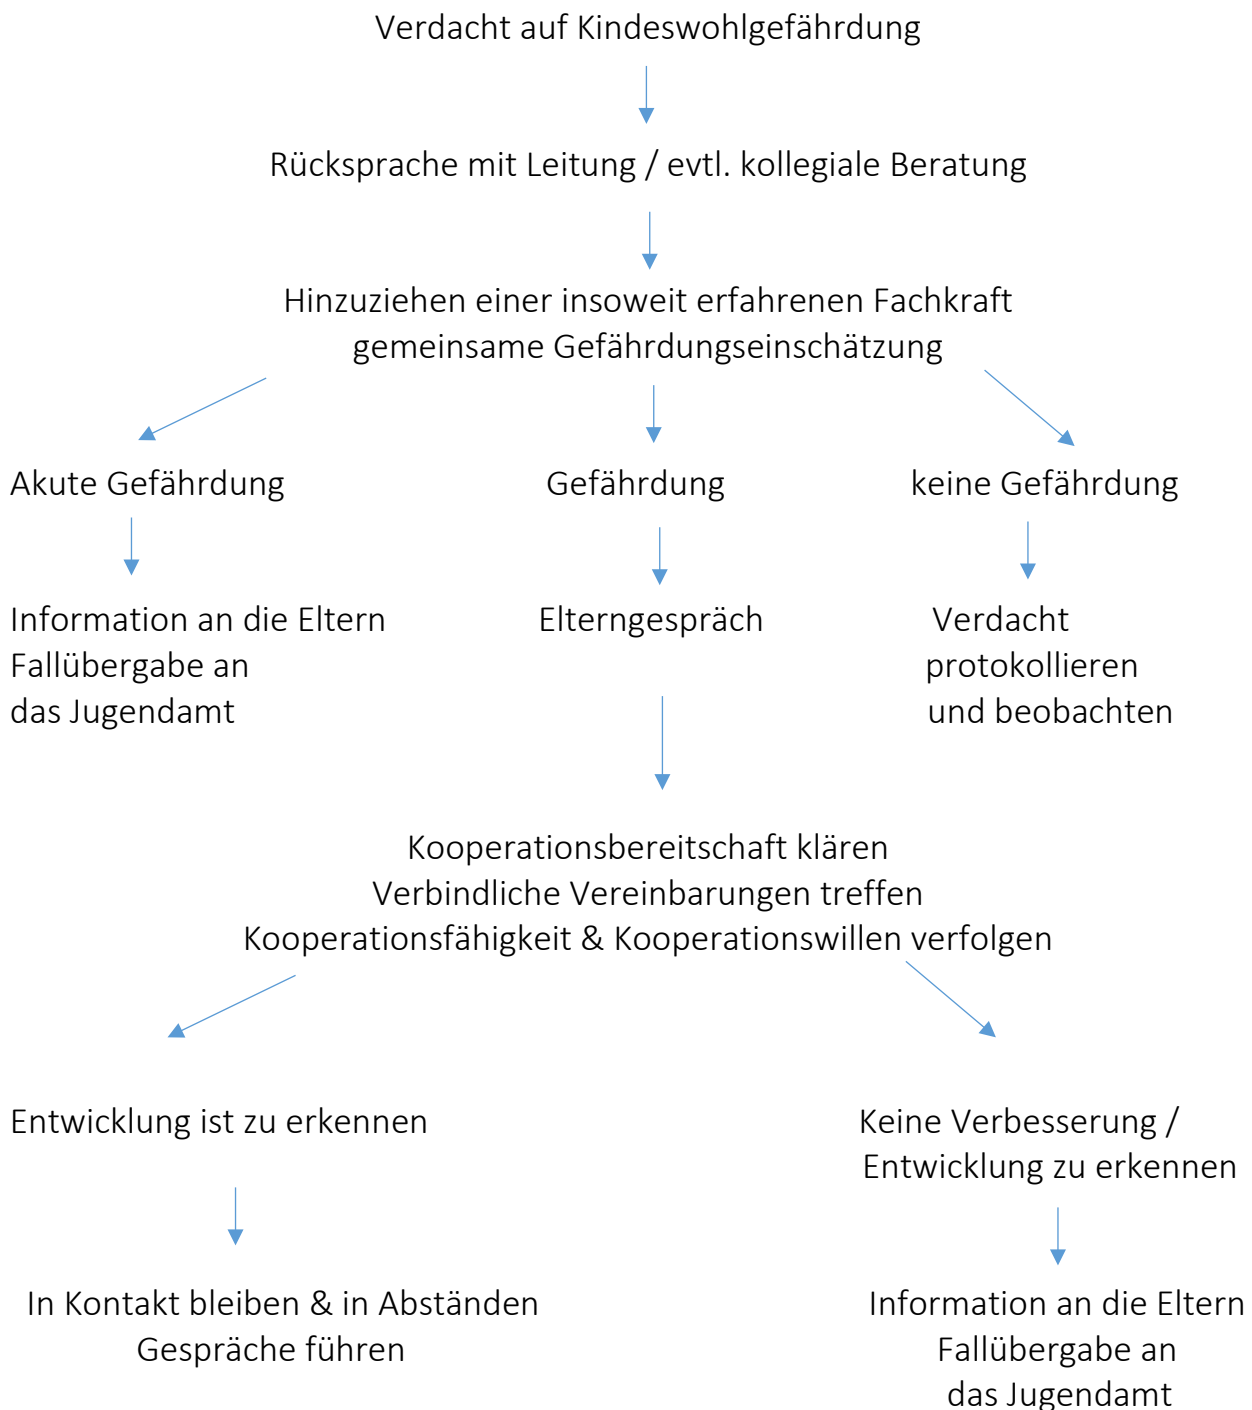 Verdacht auf Kindeswohlgefährdung
Rücksprache mit Leitung / evtl. kollegiale Beratung
Hinzuziehen einer insoweit erfahrenen Fachkraft
gemeinsame Gefährdungseinschätzung
Akute Gefährdung
Gefährdung
keine Gefährdung
Information an die Eltern
Fallübergabe an
das Jugendamt
Elterngespräch
Verdacht
protokollieren
und beobachten
Kooperationsbereitschaft klären
Verbindliche Vereinbarungen treffen
Kooperationsfähigkeit & Kooperationswillen verfolgen
Entwicklung ist zu erkennen
Keine Verbesserung /
Entwicklung zu erkennen
In Kontakt bleiben & in Abständen
Gespräche führen
Information an die Eltern
Fallübergabe an
das Jugendamt